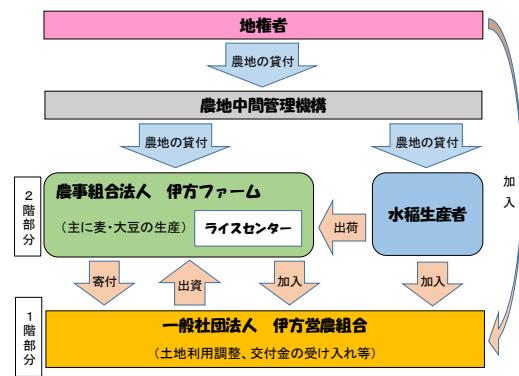 地権者
農地の貸付
農地中間管理機構
農地の貸付
農地の貸付
加入
2階部分
農事組合法人 伊方ファーム
(主に麦・大豆の生産)
ライスセンター
出荷
水稲生産者
寄付
出資
加入
加入
1階部分
一般社団法人 伊方営農組合
(土地利用調整、交付金の受け入れ等)